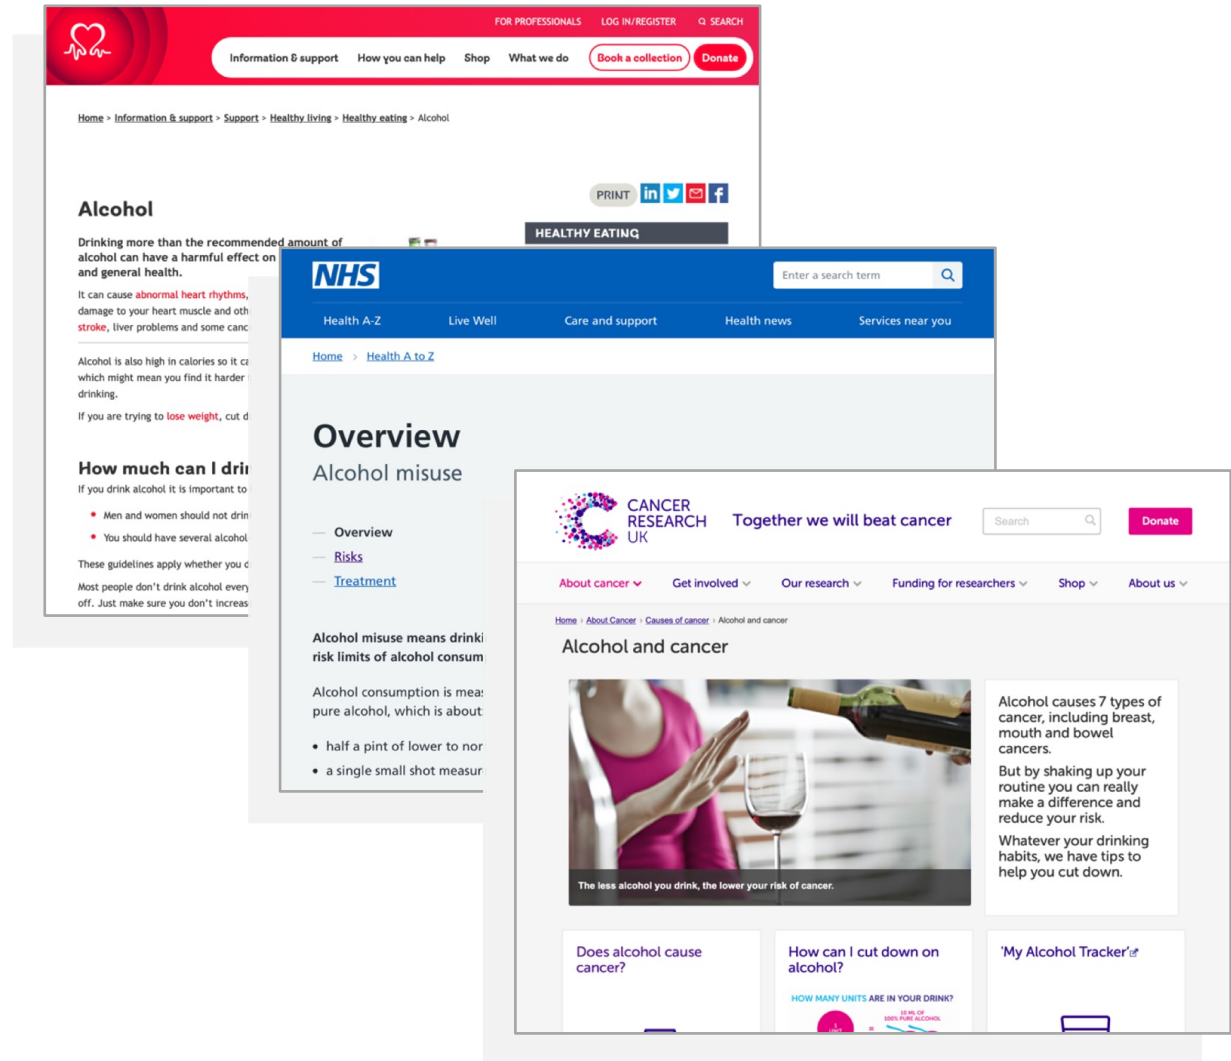 FOR PROFESSIONALS LOG IN/REGISTER SEARCH
Information & support How you can help Shop What we do Book a collection Donate
Home > Information & support > Support > Healthy living > Healthy eating > Alcohol
PRINT in f
Alcohol
HEALTHY EATING
Drinking more than the recommended amount of
alcohol can have a harmful effect on
and general health.
It can cause abnormal heart rhythms,
damage to your heart muscle and oth
stroke, liver problems and some canc
Alcohol is also high in calories so it ca
which might mean you find it harder
drinking.
If you are trying to lose weight, cut d
How much can I drin
If you drink alcohol it is important to
• Men and women should not drin
• You should have several alcohol
These guidelines apply whether you d
Most people don't drink alcohol every
off. Just make sure you don't increas
NHS
Enter a search term
Health A-Z Live Well Care and support Health news Services near you
Home > Health A to Z
Overview
Alcohol misuse
— Overview
— Risks
— Treatment
Alcohol misuse means drinki
risk limits of alcohol consum
Alcohol consumption is meas
pure alcohol, which is about
• half a pint of lower to nor
• a single small shot measur
CANCER
RESEARCH
UK
Together we will beat cancer
Search
Donate
About cancer Get involved Our research Funding for researchers Shop About us
Home > About Cancer > Causes of cancer > Alcohol and cancer
Alcohol and cancer
The less alcohol you drink, the lower your risk of cancer.
Alcohol causes 7 types of
cancer, including breast,
mouth and bowel
cancers.
But by shaking up your
routine you can really
make a difference and
reduce your risk.
Whatever your drinking
habits, we have tips to
help you cut down.
Does alcohol cause
cancer?
How can I cut down on
alcohol?
HOW MANY UNITS ARE IN YOUR DRINK?
1
UNIT
=
10 ML OF
100% PURE ALCOHOL
'My Alcohol Tracker'